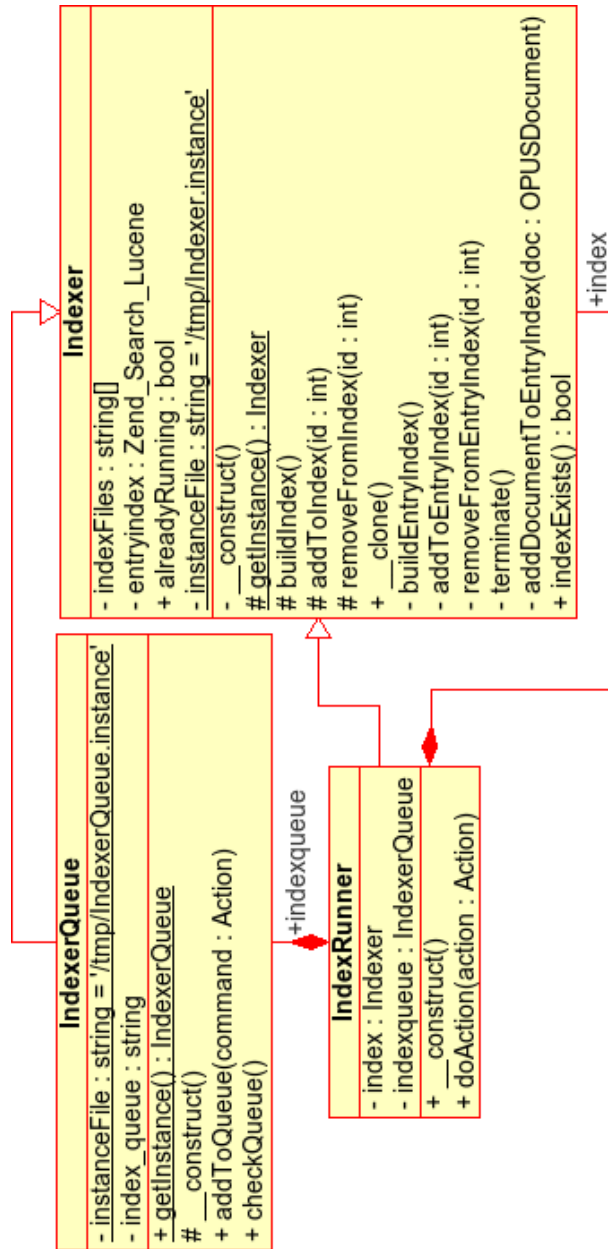 IndexerQueue
- instanceFile : string = '/tmp/IndexerQueue.instance'
- index_queue : string
+ getInstance() : IndexerQueue
# __construct()
+ addToQueue(command : Action)
+ checkQueue()
+indexqueue
IndexRunner
- index : Indexer
- indexqueue : IndexerQueue
+ __construct()
+ doAction(action : Action)
Indexer
- indexFiles : string[]
- entryindex : Zend_Search_Lucene
+ alreadyRunning : bool
- instanceFile : string = '/tmp/Indexer.instance'
- __construct()
# getInstance() : Indexer
# buildIndex()
# addToIndex(id : int)
# removeFromIndex(id : int)
+ __clone()
- buildEntryIndex()
- addToEntryIndex(id : int)
- removeFromEntryIndex(id : int)
- terminate()
- addDocumentToEntryIndex(doc : OPUSDocument)
+ indexExists() : bool
+index